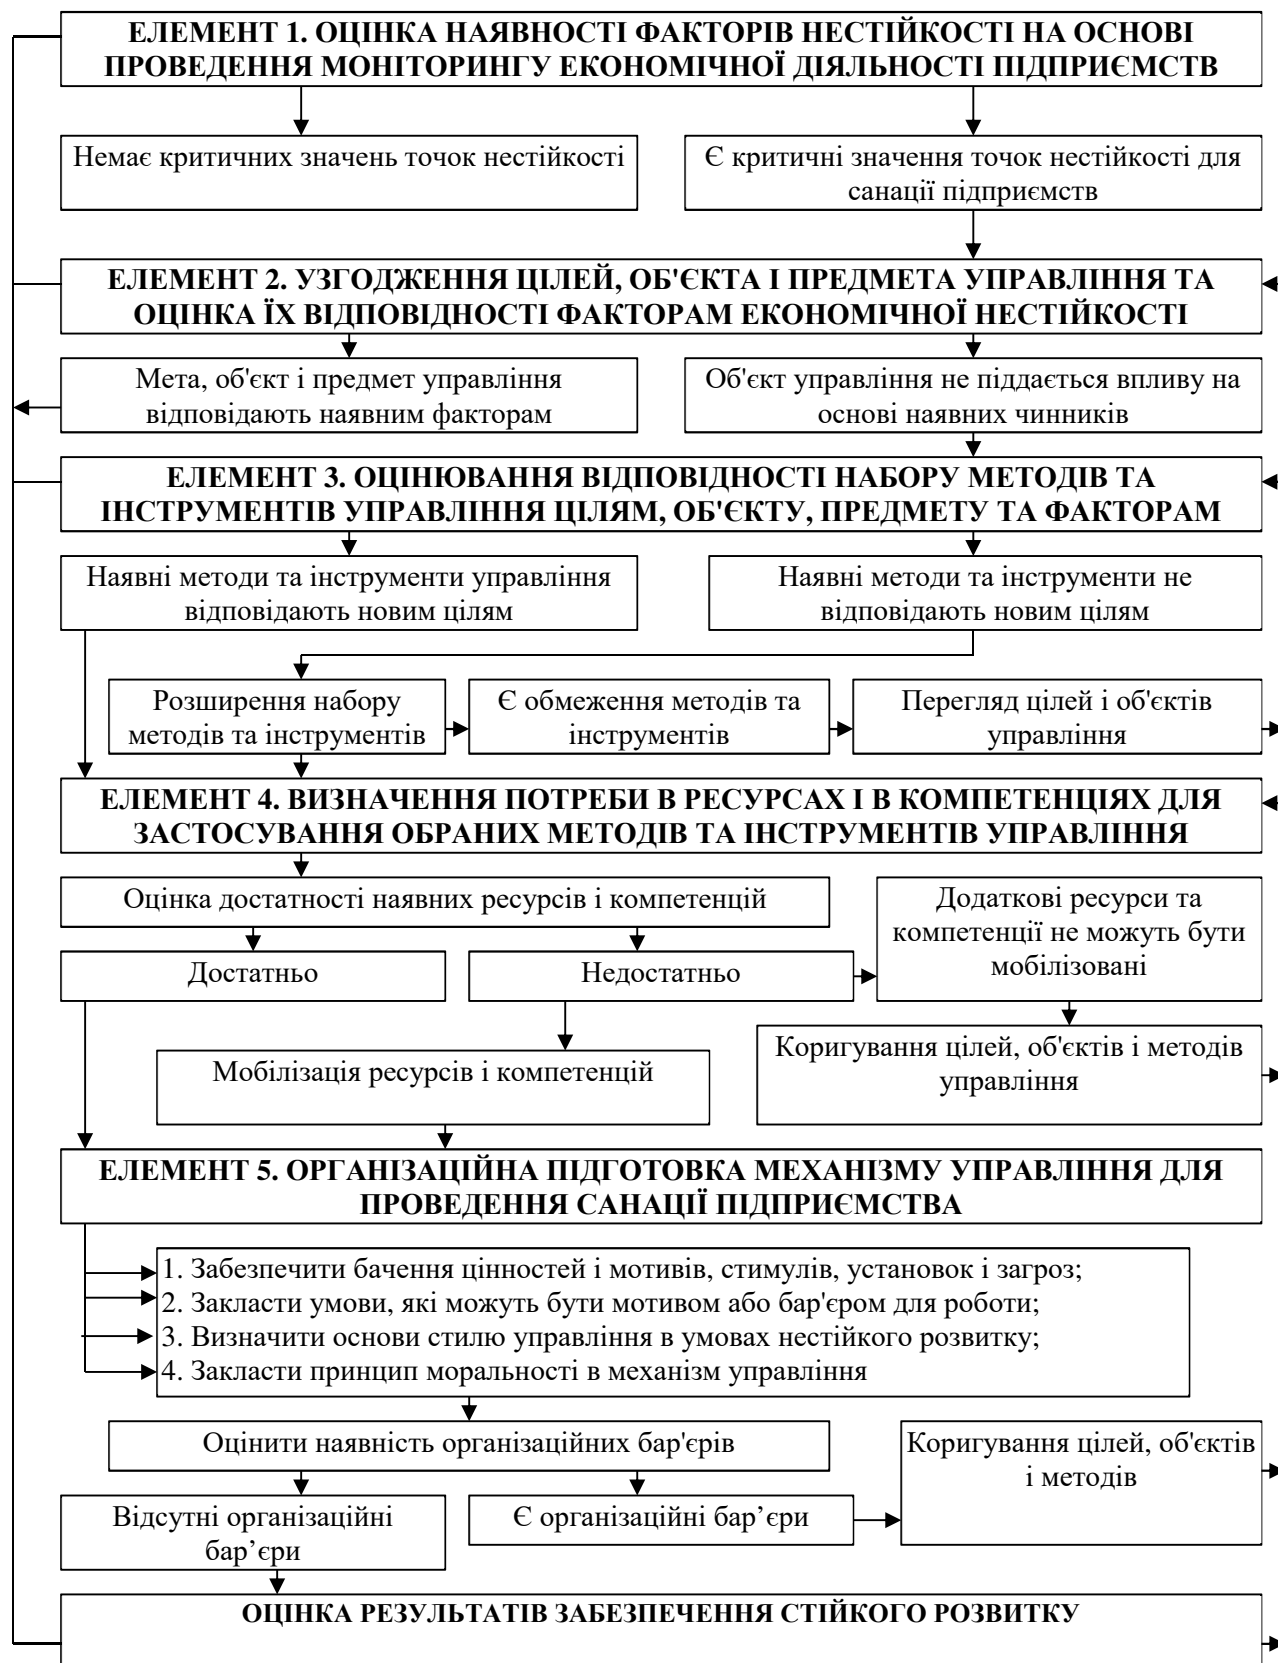 ЕЛЕМЕНТ 1. ОЦІНКА НАЯВНОСТІ ФАКТОРІВ НЕСТІЙКОСТІ НА ОСНОВІ
ПРОВЕДЕННЯ МОНІТОРИНГУ ЕКОНОМІЧНОЇ ДІЯЛЬНОСТІ ПІДПРИЄМСТВ
Немає критичних значень точок нестійкості
Є критичні значення точок нестійкості для
санації підприємств
ЕЛЕМЕНТ 2. УЗГОДЖЕННЯ ЦІЛЕЙ, ОБ'ЄКТА І ПРЕДМЕТА УПРАВЛІННЯ ТА
ОЦІНКА ЇХ ВІДПОВІДНОСТІ ФАКТОРАМ ЕКОНОМІЧНОЇ НЕСТІЙКОСТІ
Мета, об'єкт і предмет управління
відповідають наявним факторам
Об'єкт управління не піддається впливу на
основі наявних чинників
ЕЛЕМЕНТ 3. ОЦІНЮВАННЯ ВІДПОВІДНОСТІ НАБОРУ МЕТОДІВ ТА
ІНСТРУМЕНТІВ УПРАВЛІННЯ ЦІЛЯМ, ОБ'ЄКТУ, ПРЕДМЕТУ ТА ФАКТОРАМ
Наявні методи та інструменти управління
відповідають новим цілям
Наявні методи та інструменти не
відповідають новим цілям
Розширення набору
методів та інструментів
Є обмеження методів та
інструментів
Перегляд цілей і об'єктів
управління
ЕЛЕМЕНТ 4. ВИЗНАЧЕННЯ ПОТРЕБИ В РЕСУРСАХ І В КОМПЕТЕНЦІЯХ ДЛЯ
ЗАСТОСУВАННЯ ОБРАНИХ МЕТОДІВ ТА ІНСТРУМЕНТІВ УПРАВЛІННЯ
Оцінка достатності наявних ресурсів і компетенцій
Додаткові ресурси та
компетенції не можуть бути
мобілізовані
Достатньо
Недостатньо
Мобілізація ресурсів і компетенцій
Коригування цілей, об'єктів і методів
управління
ЕЛЕМЕНТ 5. ОРГАНІЗАЦІЙНА ПІДГОТОВКА МЕХАНІЗМУ УПРАВЛІННЯ ДЛЯ
ПРОВЕДЕННЯ САНАЦІЇ ПІДПРИЄМСТВА
1. Забезпечити бачення цінностей і мотивів, стимулів, установок і загроз;
2. Закласти умови, які можуть бути мотивом або бар'єром для роботи;
3. Визначити основи стилю управління в умовах нестійкого розвитку;
4. Закласти принцип моральності в механізм управління
Оцінити наявність організаційних бар'єрів
Коригування цілей, об'єктів
і методів
Відсутні організаційні
бар’єри
Є організаційні бар’єри
ОЦІНКА РЕЗУЛЬТАТІВ ЗАБЕЗПЕЧЕННЯ СТІЙКОГО РОЗВИТКУ